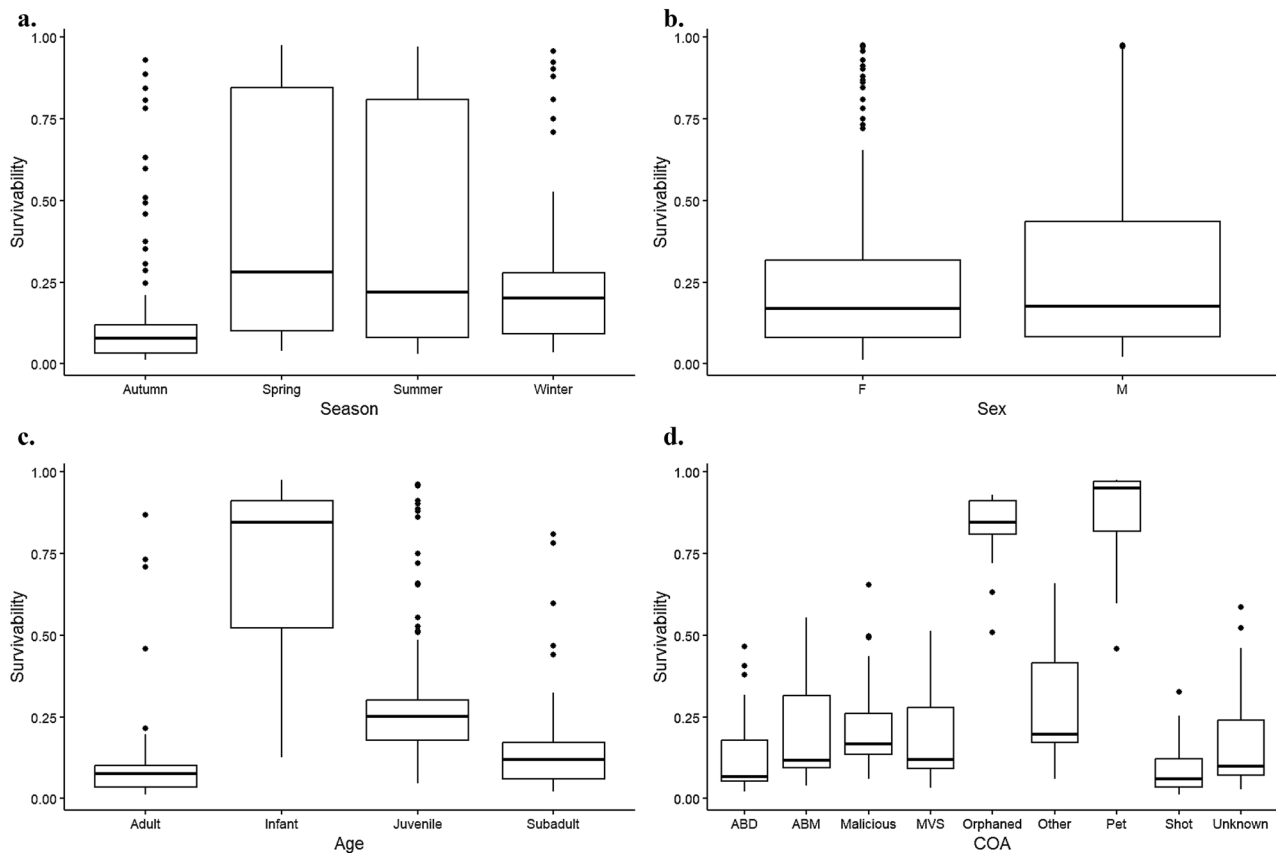 a.
1.00
0.75
0.50
0.25
0.00
Survivability
Autumn Spring Summer Winter
Season
b.
1.00
0.75
0.50
0.25
0.00
Survivability
F M
Sex
c.
1.00
0.75
0.50
0.25
0.00
Survivability
Adult Infant Juvenile Subadult
Age
d.
1.00
0.75
0.50
0.25
0.00
Survivability
ABD ABM Malicious MVS Orphaned Other Pet Shot Unknown
COA